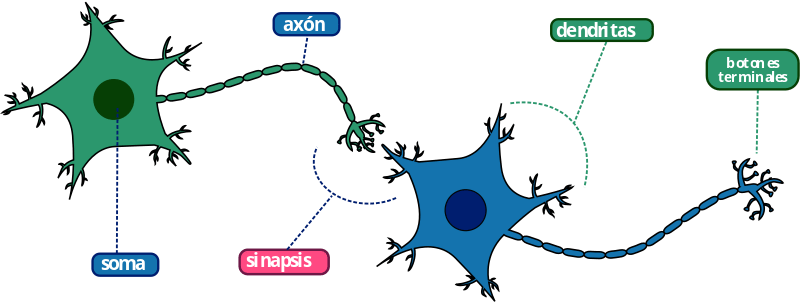 axón
dendritas
botones
terminales
soma
sinapsis